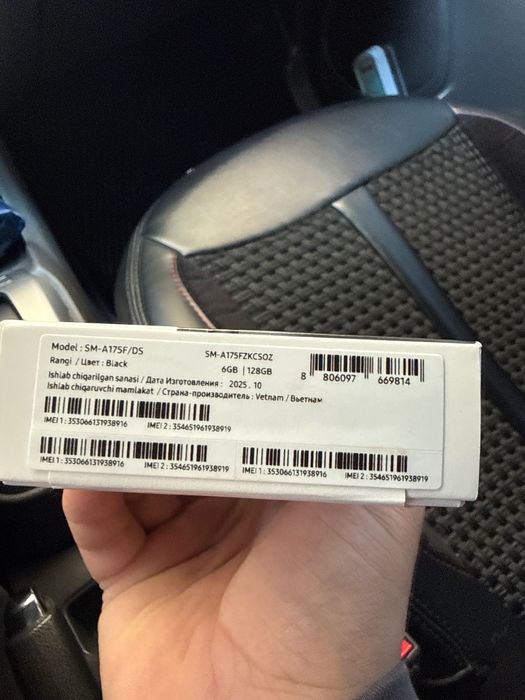 Model : SM-A175F/DS
SM-A175FZKCSOZ
Rangi / Цвет : Black
6GB | 128GB
8 806097 669814
Ishlab chiqarilgan sanasi / Дата Изготовления : 2025 . 10
Ishlab chiqaruvchi mamlakat / Страна-производитель : Vetnam / Вьетнам
IMEI 1 : 353066131938916 IMEI 2 : 354651961938919
IMEI 1 : 353066131938916 IMEI 2 : 354651961938919
IMEI 1 : 353066131938916 IMEI 2 : 354651961938919